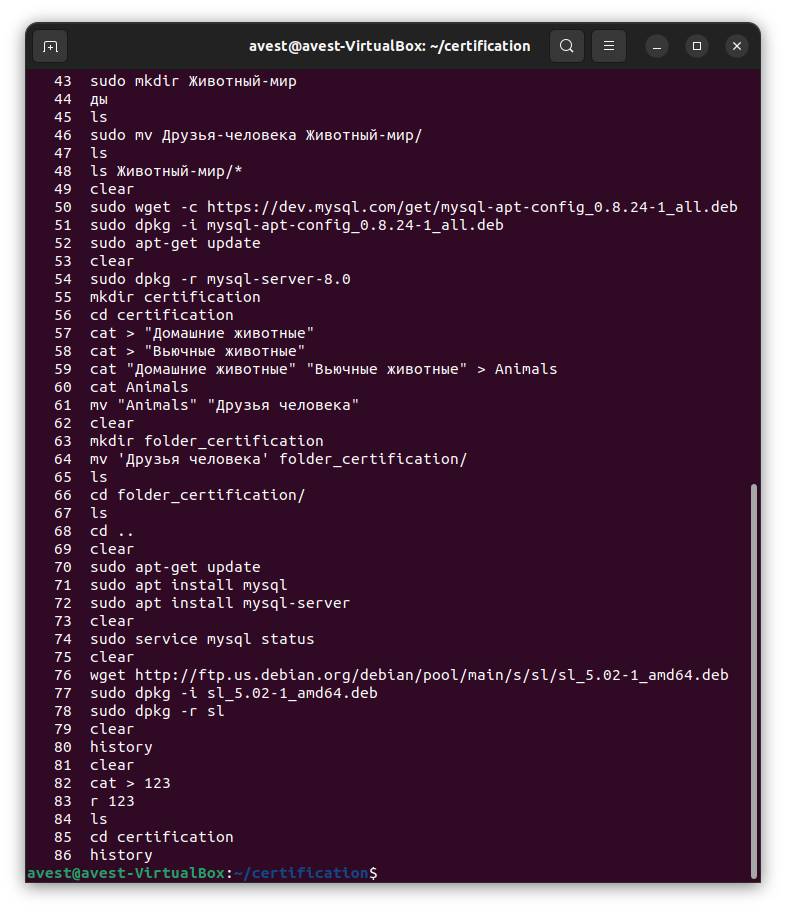 avest@avest-VirtualBox: ~/certification
43 sudo mkdir Животный-мир
44 ды
45 ls
46 sudo mv Друзья-человека Животный-мир/
47 ls
48 ls Животный-мир/*
49 clear
50 sudo wget -c https://dev.mysql.com/get/mysql-apt-config_0.8.24-1_all.deb
51 sudo dpkg -i mysql-apt-config_0.8.24-1_all.deb
52 sudo apt-get update
53 clear
54 sudo dpkg -r mysql-server-8.0
55 mkdir certification
56 cd certification
57 cat > "Домашние животные"
58 cat > "Вьючные животные"
59 cat "Домашние животные" "Вьючные животные" > Animals
60 cat Animals
61 mv "Animals" "Друзья человека"
62 clear
63 mkdir folder_certification
64 mv 'Друзья человека' folder_certification/
65 ls
66 cd folder_certification/
67 ls
68 cd ..
69 clear
70 sudo apt-get update
71 sudo apt install mysql
72 sudo apt install mysql-server
73 clear
74 sudo service mysql status
75 clear
76 wget http://ftp.us.debian.org/debian/pool/main/s/sl/sl_5.02-1_amd64.deb
77 sudo dpkg -i sl_5.02-1_amd64.deb
78 sudo dpkg -r sl
79 clear
80 history
81 clear
82 cat > 123
83 r 123
84 ls
85 cd certification
86 history
avest@avest-VirtualBox:~/certification$